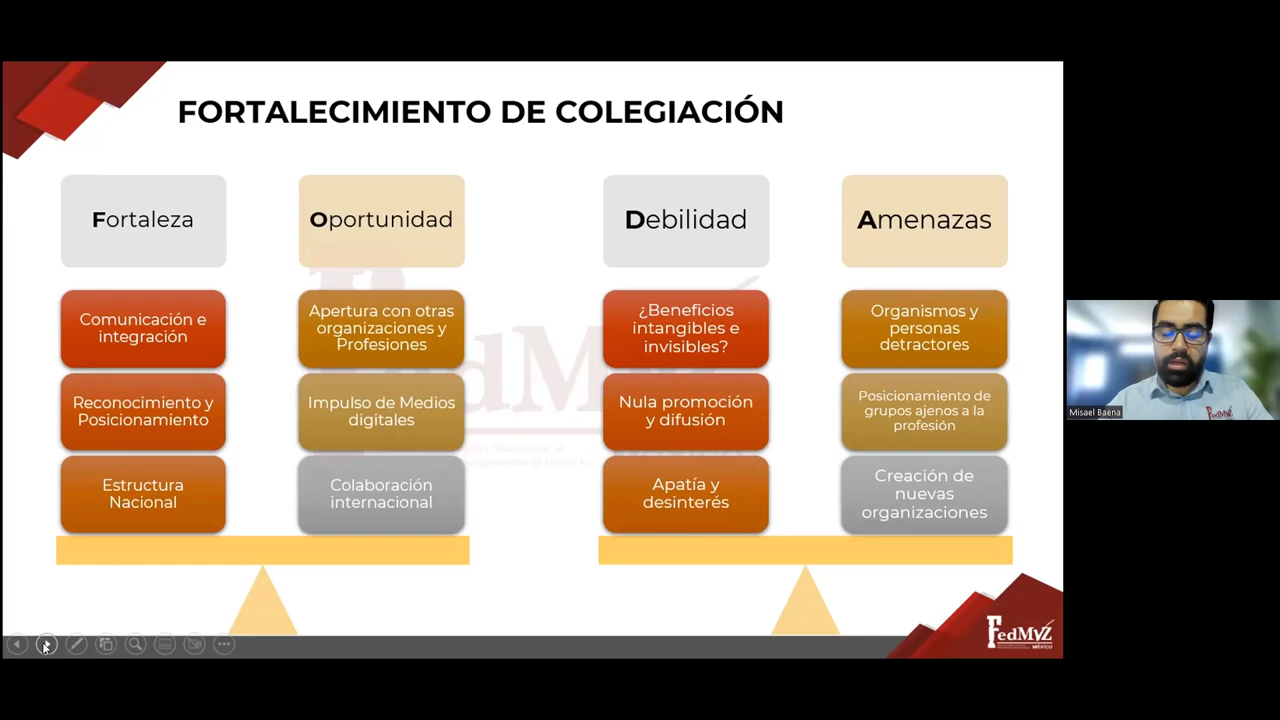 FORTALECIMIENTO DE COLEGIACIÓN
Fortaleza
Oportunidad
Debilidad
Amenazas
Comunicación e
integración
Reconocimiento y
Posicionamiento
Estructura
Nacional
Apertura con otras
organizaciones y
Profesiones
Impulso de Medios
digitales
Colaboración
internacional
¿Beneficios
intangibles e
invisibles?
Nula promoción
y difusión
Apatía y
desinterés
Organismos y
personas
detractores
Posicionamiento de
grupos ajenos a la
profesión
Creación de
nuevas
organizaciones
FedMVZ
MÉXICO
Misael Baena